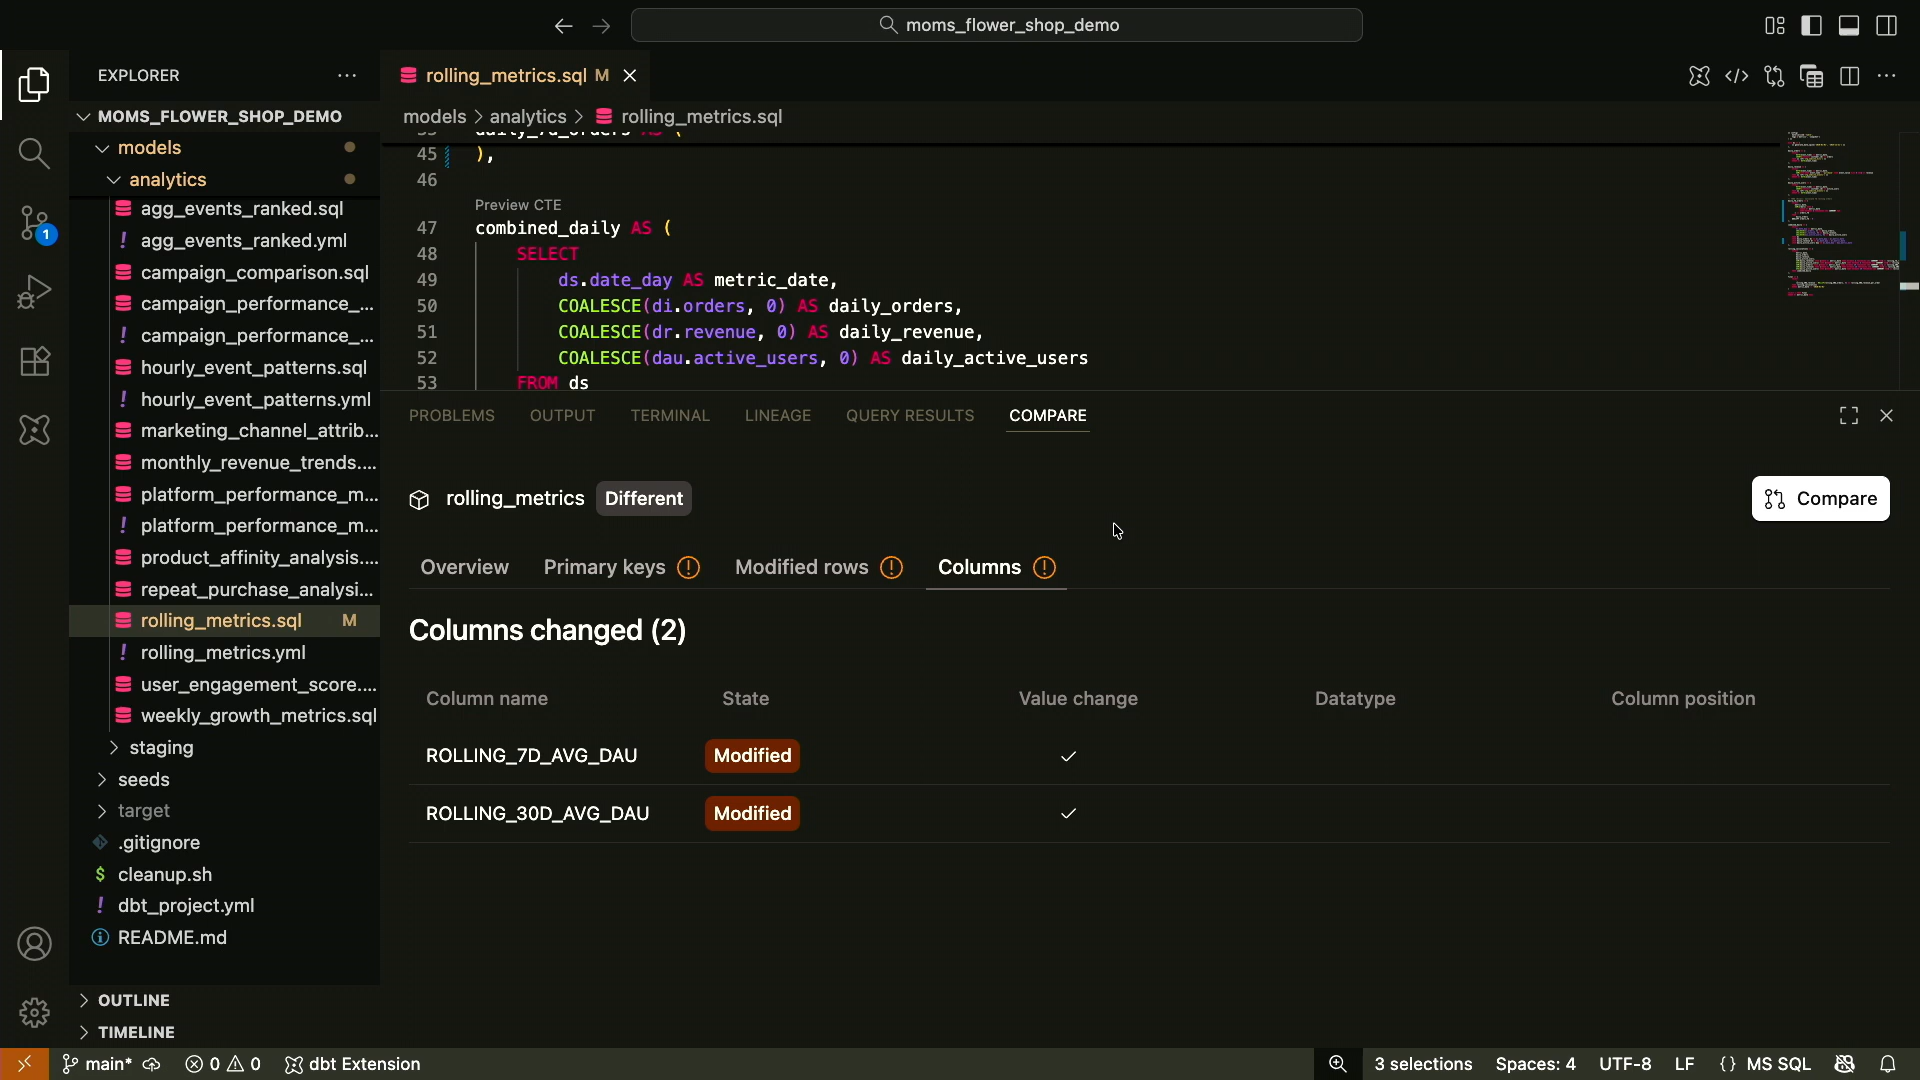 moms_flower_shop_demo
EXPLORER
MOMS_FLOWER_SHOP_DEMO
models
analytics
agg_events_ranked.sql
! agg_events_ranked.yml
campaign_comparison.sql
campaign_performance_...
! campaign_performance_...
hourly_event_patterns.sql
! hourly_event_patterns.yml
marketing_channel_attrib...
monthly_revenue_trends....
platform_performance_m...
! platform_performance_m...
product_affinity_analysis....
repeat_purchase_analysi...
rolling_metrics.sql M
! rolling_metrics.yml
user_engagement_score....
weekly_growth_metrics.sql
staging
seeds
target
.gitignore
$ cleanup.sh
! dbt_project.yml
README.md
OUTLINE
TIMELINE
1
rolling_metrics.sql M
models > analytics > rolling_metrics.sql
daily_7d_orders AS (
45 ),
46
Preview CTE
47 combined_daily AS (
48 SELECT
49 ds.date_day AS metric_date,
50 COALESCE(di.orders, 0) AS daily_orders,
51 COALESCE(dr.revenue, 0) AS daily_revenue,
52 COALESCE(dau.active_users, 0) AS daily_active_users
53 FROM ds
PROBLEMS OUTPUT TERMINAL LINEAGE QUERY RESULTS COMPARE
rolling_metrics Different
Compare
Overview Primary keys Modified rows Columns
Columns changed (2)
Column name State Value change Datatype Column position
ROLLING_7D_AVG_DAU Modified ✓
ROLLING_30D_AVG_DAU Modified ✓
main* 0 0 dbt Extension 3 selections Spaces: 4 UTF-8 LF {} MS SQL